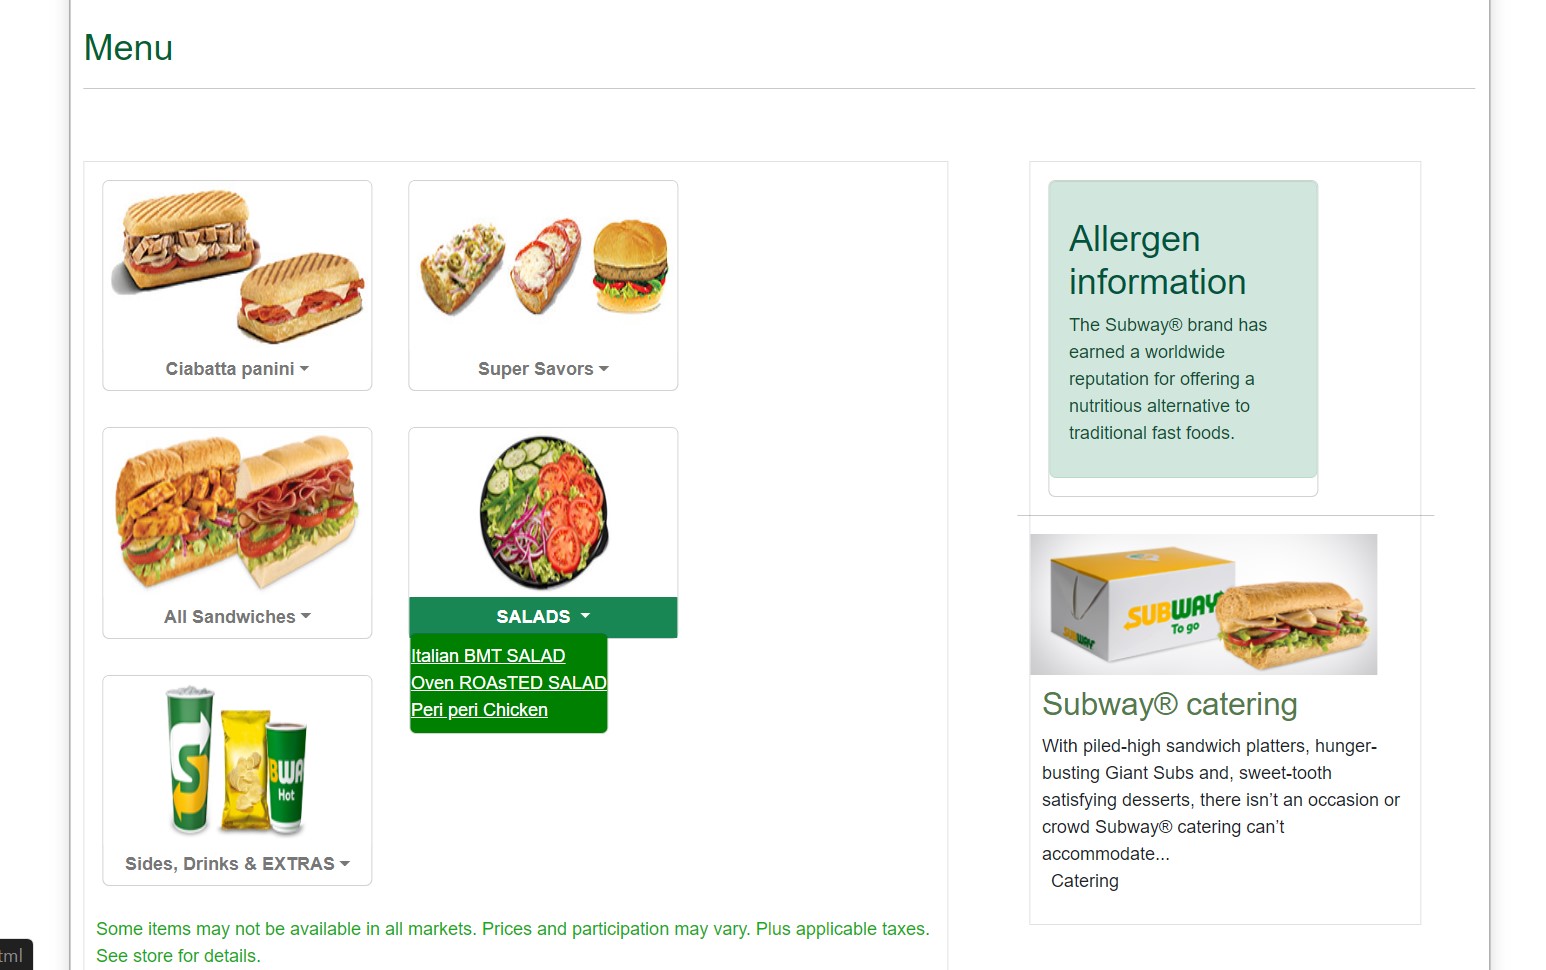 Menu
Ciabatta panini
Super Savors
All Sandwiches
SALADS
Italian BMT SALAD
Oven ROAsTED SALAD
Peri peri Chicken
SUBWAY
Hot
Sides, Drinks & EXTRAS
Some items may not be available in all markets. Prices and participation may vary. Plus applicable taxes.
See store for details.
Allergen
information
The Subway® brand has
earned a worldwide
reputation for offering a
nutritious alternative to
traditional fast foods.
SUBWAY
To go
SUBWAY
Subway® catering
With piled-high sandwich platters, hunger-
busting Giant Subs and, sweet-tooth
satisfying desserts, there isn’t an occasion or
crowd Subway® catering can’t
accommodate...
Catering
tml